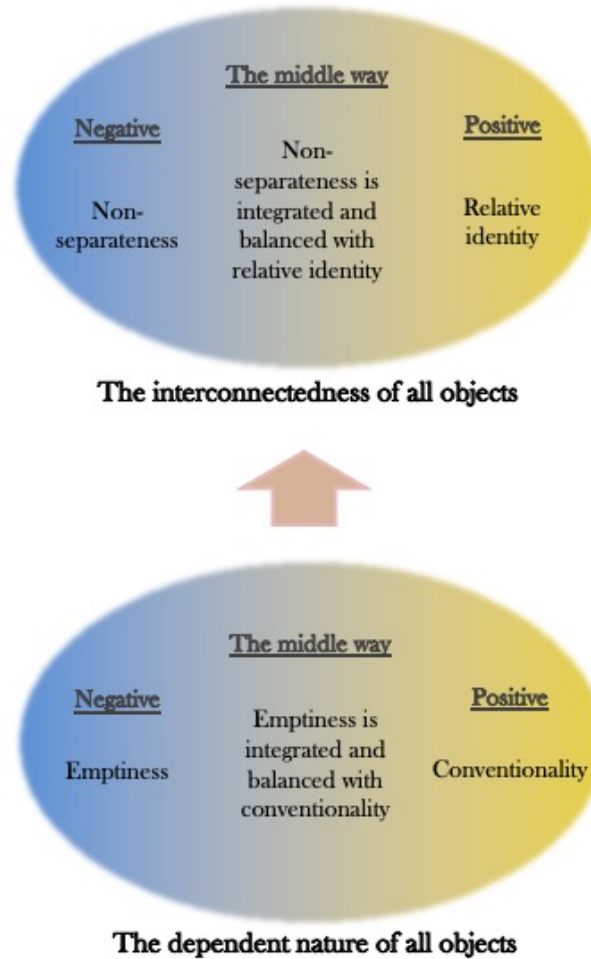 The middle way
Negative
Positive
Non-
separateness
Non-
separateness is
integrated and
balanced with
relative identity
Relative
identity
The interconnectedness of all objects
The middle way
Negative
Positive
Emptiness
Emptiness is
integrated and
balanced with
conventionality
Conventionality
The dependent nature of all objects